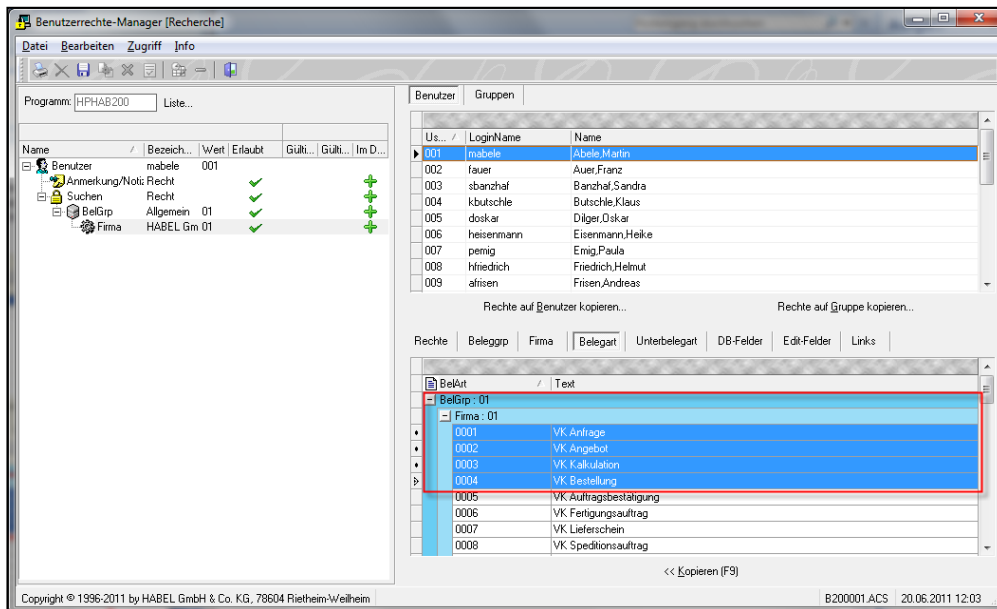 Benutzerrechte-Manager [Recherche]
Datei Bearbeiten Zugriff Info
Programm: HPHAB200 Liste...
Name Bezeich... Wert Erlaubt Gülti... Gülti... Im D...
Benutzer mabele 001
Anmerkung/Noti: Recht
Suchen Recht
BelGrp Allgemein 01
Firma HABEL Gm 01
Benutzer Gruppen
Us... LoginName Name
001 mabele Abele,Martin
002 fauer Auer,Franz
003 sbanzhaf Banzhaf,Sandra
004 kbutschle Butschle,Klaus
005 doskar Dilger,Oskar
006 heisenmann Eisenmann,Heike
007 pemig Emig,Paula
008 hfriedrich Friedrich,Helmut
009 afrisen Frisen,Andreas
Rechte auf Benutzer kopieren... Rechte auf Gruppe kopieren...
Rechte Beleggrp Firma Belegart Unterbelegart DB-Felder Edit-Felder Links
BelArt Text
BelGrp : 01
Firma : 01
0001 VK Anfrage
0002 VK Angebot
0003 VK Kalkulation
0004 VK Bestellung
0005 VK Auftragsbestätigung
0006 VK Fertigungsauftrag
0007 VK Lieferschein
0008 VK Speditionsauftrag
<< Kopieren (F9)
Copyright © 1996-2011 by HABEL GmbH & Co. KG, 78604 Rietheim-Weilheim B200001.ACS 20.06.2011 12:03